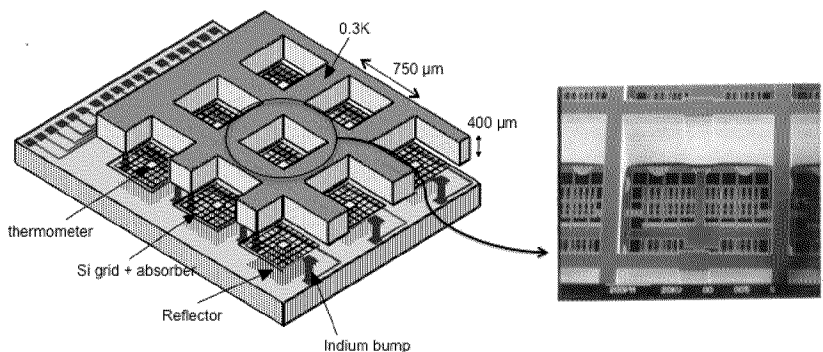 0.3K
750 µm
400 µm
thermometer
Si grid + absorber
Reflector
Indium bump